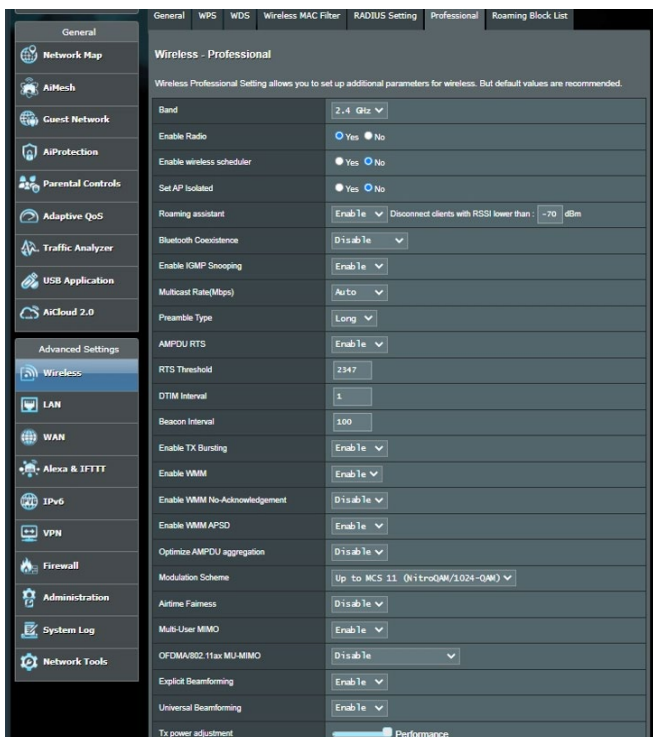 General WPS WDS Wireless MAC Filter RADIUS Setting Professional Roaming Block List
General
Network Map
AiMesh
Guest Network
AiProtection
Parental Controls
Adaptive QoS
Traffic Analyzer
USB Application
AiCloud 2.0
Advanced Settings
Wireless
LAN
WAN
Alexa & IFTTT
IPv6
VPN
Firewall
Administration
System Log
Network Tools
Wireless - Professional
Wireless Professional Setting allows you to set up additional parameters for wireless. But default values are recommended.
Band 2.4 GHz
Enable Radio Yes No
Enable wireless scheduler Yes No
Set AP Isolated Yes No
Roaming assistant Enable Disconnect clients with RSSI lower than : -70 dBm
Bluetooth Coexistence Disable
Enable IGMP Snooping Enable
Multicast Rate(Mbps) Auto
Preamble Type Long
AMPDU RTS Enable
RTS Threshold 2347
DTIM Interval 1
Beacon Interval 100
Enable TX Bursting Enable
Enable WMM Enable
Enable WMM No-Acknowledgement Disable
Enable WMM APSD Enable
Optimize AMPDU aggregation Disable
Modulation Scheme Up to MCS 11 (NitroQAM/1024-QAM)
Airtime Fairness Disable
Multi-User MIMO Enable
OFDMA/802.11ax MU-MIMO Disable
Explicit Beamforming Enable
Universal Beamforming Enable
Tx power adjustment Performance